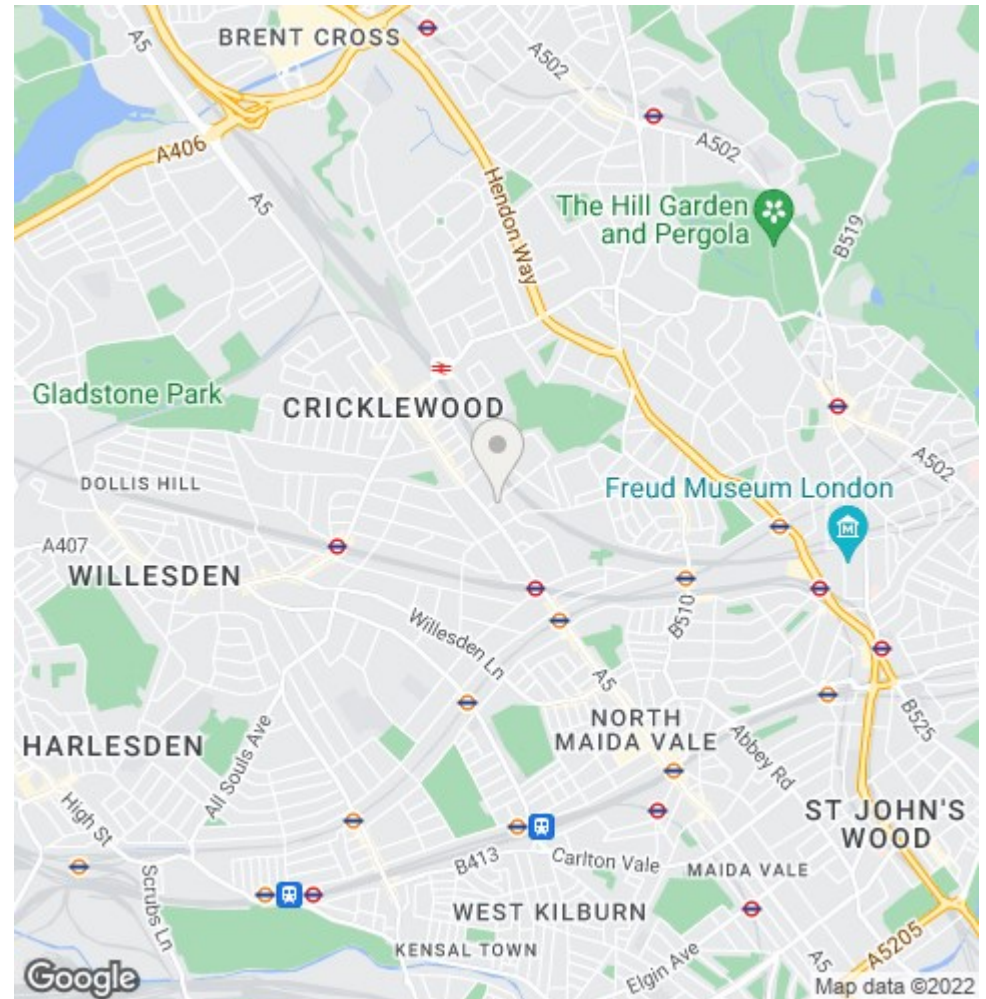 BRENT CROSS
A5
A502
A406
A502
A5
Hendon Way
The Hill Garden
and Pergola
B519
Gladstone Park
CRICKLEWOOD
A502
DOLLIS HILL
Freud Museum London
A407
WILLESDEN
B510
Willesden Ln
A5
NORTH
MAIDA VALE
B525
HARLESDEN
All Souls Ave
Abbey Rd
High St
ST JOHN'S
WOOD
B413
Carlton Vale
MAIDA VALE
Scrubs Ln
WEST KILBURN
KENSAL TOWN
Elgin Ave
A5
A5205
Google
Map data ©2022